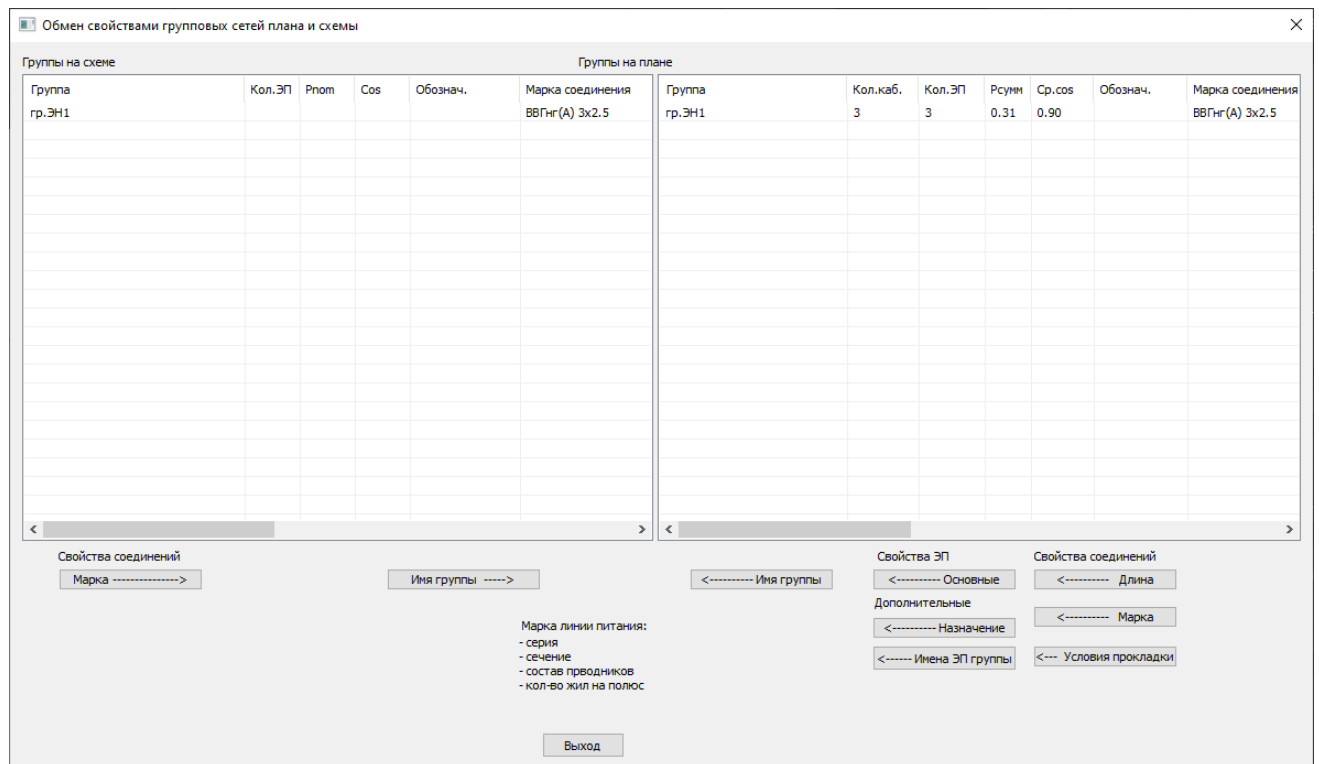 Обмен свойствами групповых сетей плана и схемы
Группы на схеме Группы на плане
Группа Кол.ЭП Pnom Cos Обознач. Марка соединения Группа Кол.каб. Кол.ЭП Pсумм Ср.cos Обознач. Марка соединения
гр.ЭН1 ВВГнг(А) 3х2.5 гр.ЭН1 3 3 0.31 0.90 ВВГнг(А) 3х2.5
Свойства соединений Свойства ЭП Свойства соединений
Марка ---------------> Имя группы -----> <---------- Имя группы <---------- Основные <---------- Длина
Дополнительные
<---------- Назначение <---------- Марка
Марка линии питания:
- серия
- сечение
- состав прводников
- кол-во жил на полюс
<------ Имена ЭП группы <--- Условия прокладки
Выход